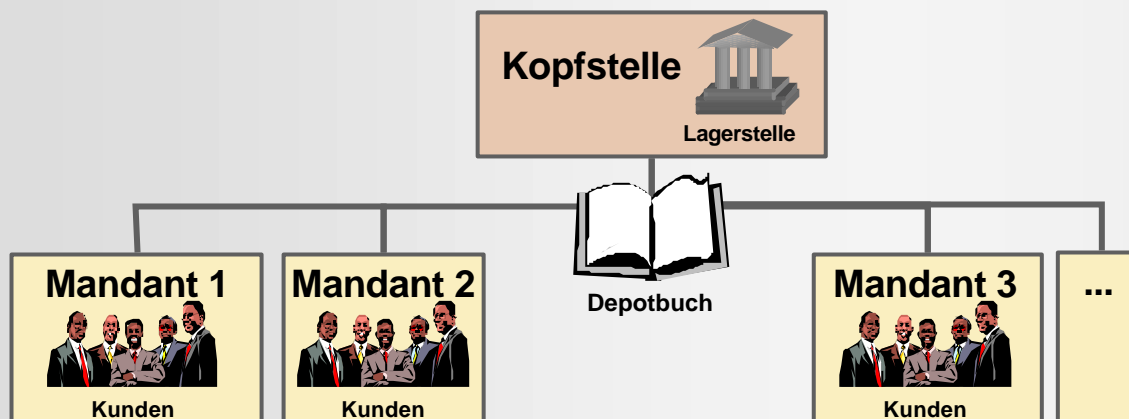 Kopfstelle
Lagerstelle
Depotbuch
Mandant 1
Kunden
Mandant 2
Kunden
Mandant 3
Kunden
...